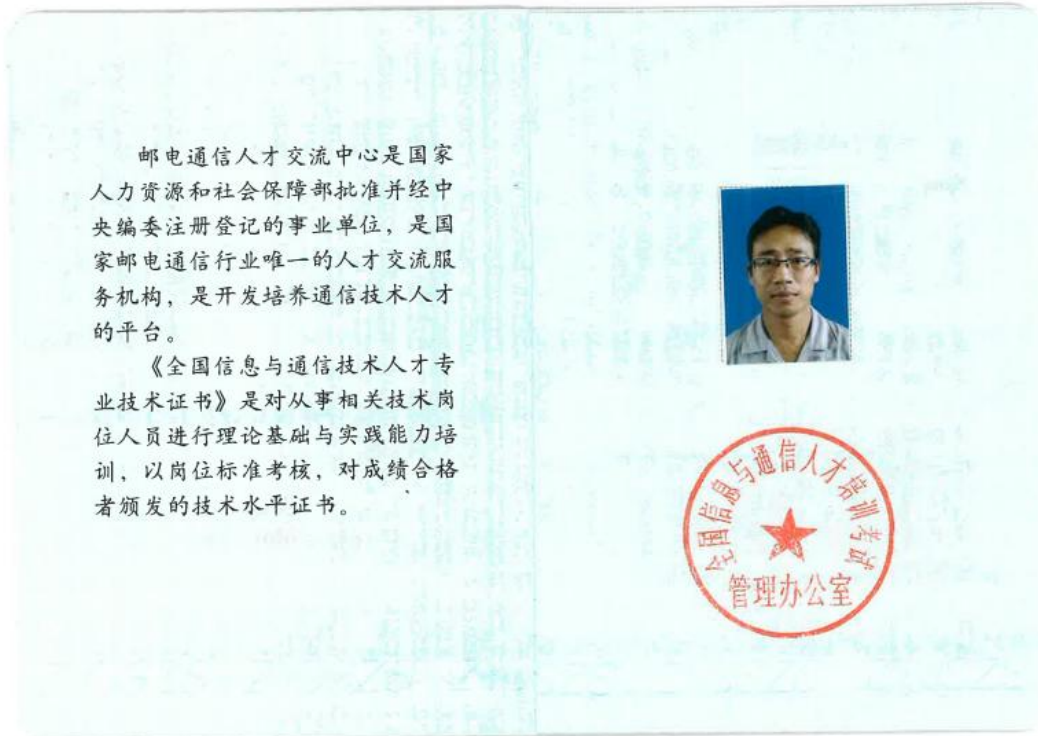 邮电通信人才交流中心是国家
人力资源和社会保障部批准并经中
央编委注册登记的事业单位，是国
家邮电通信行业唯一的人才交流服
务机构，是开发培养通信技术人才
的平台。
《全国信息与通信技术人才专
业技术证书》是对从事相关技术岗
位人员进行理论基础与实践能力培
训，以岗位标准考核，对成绩合格
者颁发的技术水平证书。
全国信息与通信人才培训考试
管理办公室